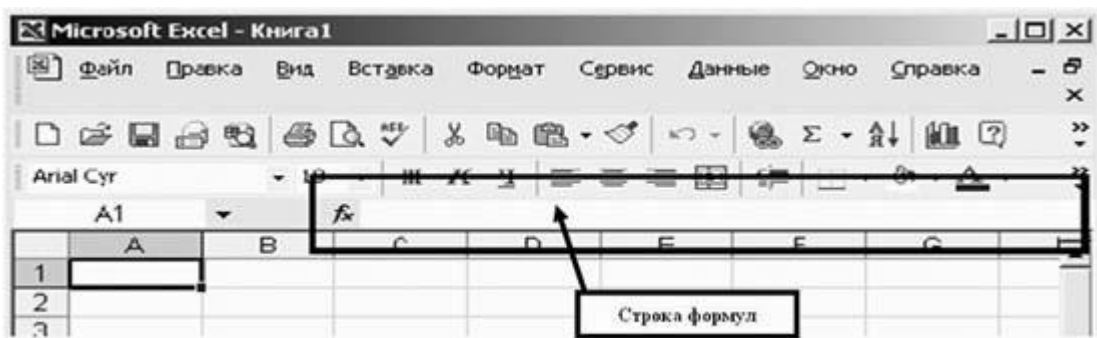 Microsoft Excel - Книга1
Файл Правка Вид Вставка Формат Сервис Данные Окно Справка
Arial Cyr 10 Ж К Ч
A1 fx
A B C D E F G H
1
2
3
Строка формул